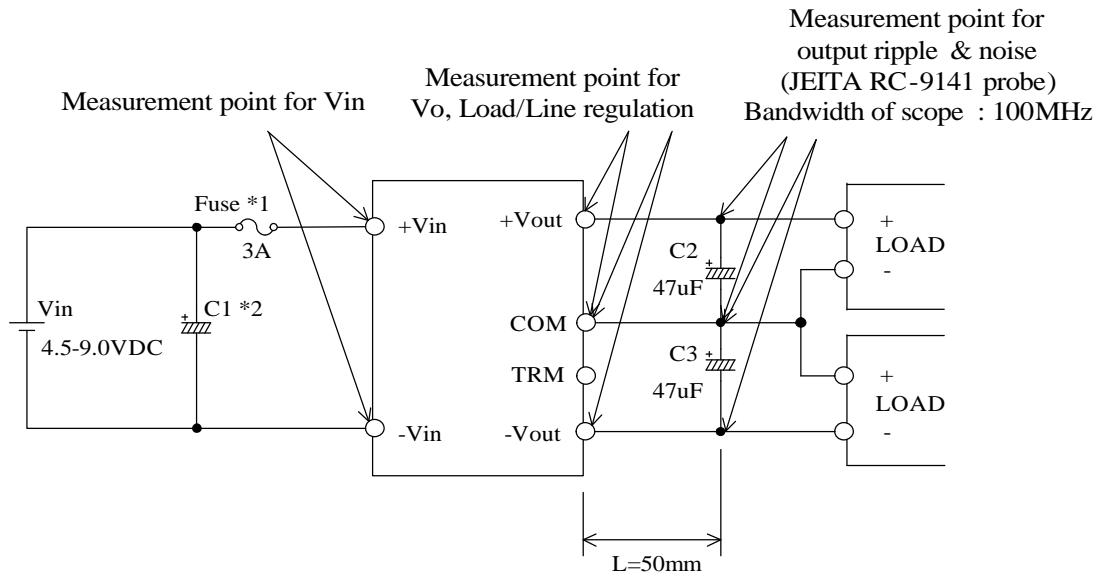 Measurement point for
output ripple & noise
(JEITA RC-9141 probe)
Bandwidth of scope : 100MHz
Measurement point for
Vo, Load/Line regulation
Measurement point for Vin
Fuse *1
3A
+Vin
+Vout
C2
47uF
+
LOAD
-
Vin
4.5-9.0VDC
+
C1 *2
COM
TRM
C3
47uF
+
LOAD
-
-Vin
-Vout
+
+
L=50mm